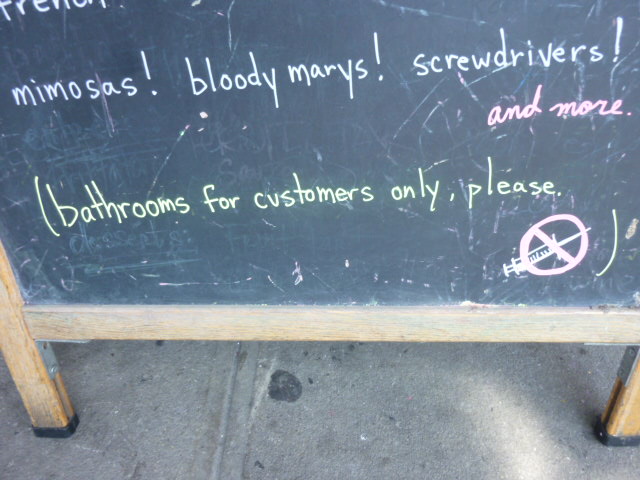 mimosas! bloody marys! screwdrivers!
and more.
(bathrooms for customers only, please.
)